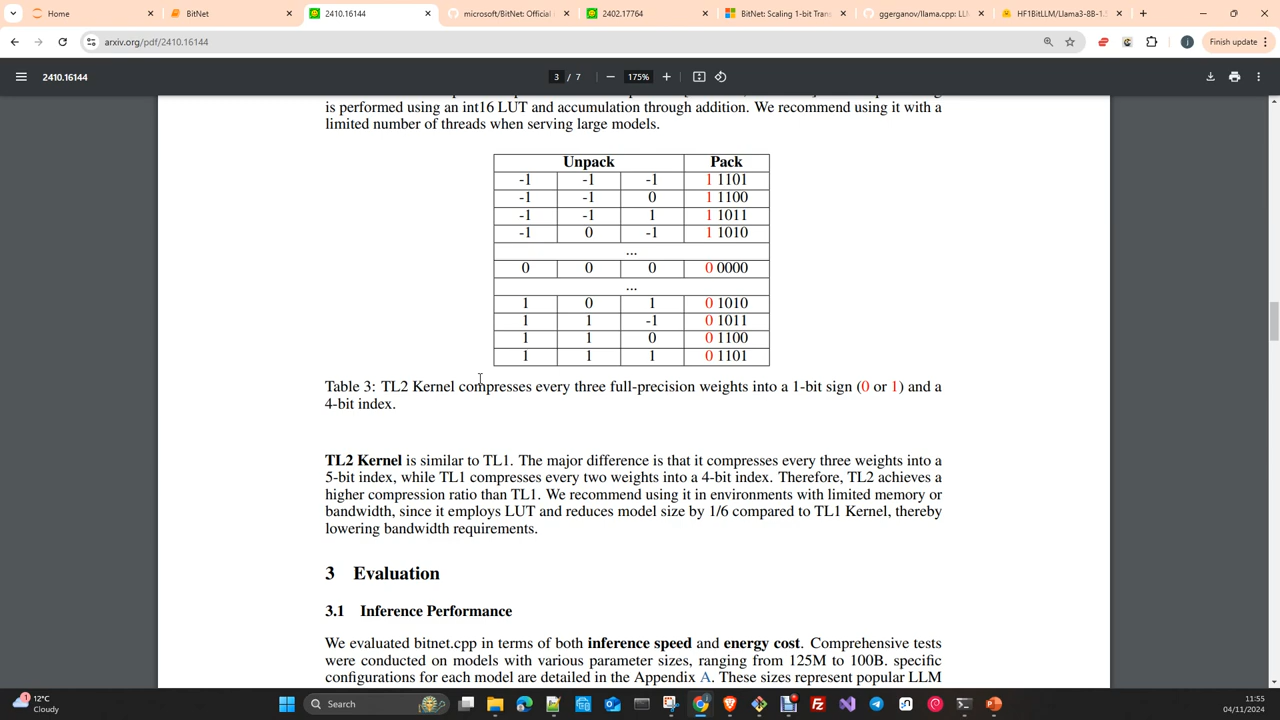 Home
BitNet
2410.16144
microsoft/BitNet: Official
2402.17764
BitNet: Scaling 1-bit Tran
ggerganov/llama.cpp: LL
HF1BitLLM/Llama3-8B-1.
arxiv.org/pdf/2410.16144
Finish update
2410.16144
3 / 7
175%
is performed using an int16 LUT and accumulation through addition. We recommend using it with a
limited number of threads when serving large models.
Unpack Pack
-1 -1 -1 1 1101
-1 -1 0 1 1100
-1 -1 1 1 1011
-1 0 -1 1 1010
...
0 0 0 0 0000
...
1 0 1 0 1010
1 1 -1 0 1011
1 1 0 0 1100
1 1 1 0 1101
Table 3: TL2 Kernel compresses every three full-precision weights into a 1-bit sign (0 or 1) and a
4-bit index.
TL2 Kernel is similar to TL1. The major difference is that it compresses every three weights into a
5-bit index, while TL1 compresses every two weights into a 4-bit index. Therefore, TL2 achieves a
higher compression ratio than TL1. We recommend using it in environments with limited memory or
bandwidth, since it employs LUT and reduces model size by 1/6 compared to TL1 Kernel, thereby
lowering bandwidth requirements.
3 Evaluation
3.1 Inference Performance
We evaluated bitnet.cpp in terms of both inference speed and energy cost. Comprehensive tests
were conducted on models with various parameter sizes, ranging from 125M to 100B. specific
configurations for each model are detailed in the Appendix A. These sizes represent popular LLM
1
12°C
Cloudy
Search
11:55
04/11/2024